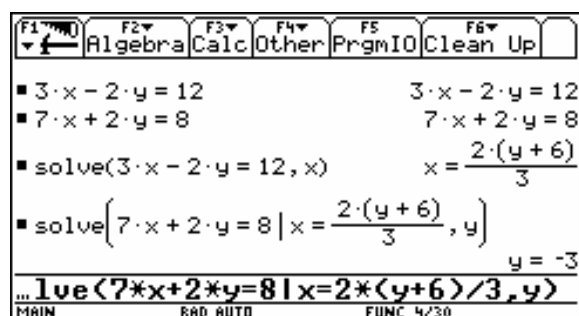 F1 F2 Algebra F3 Calc F4 Other F5 PrgmIO F6 Clean Up
▪ 3·x − 2·y = 12 3·x − 2·y = 12
▪ 7·x + 2·y = 8 7·x + 2·y = 8
▪ solve(3·x − 2·y = 12, x) x = 2·(y + 6)/3
▪ solve(7·x + 2·y = 8 | x = 2·(y + 6)/3, y)
y = -3
…lve(7*x+2*y=8|x=2*(y+6)/3,y)
MAIN RAD AUTO FUNC 4/30